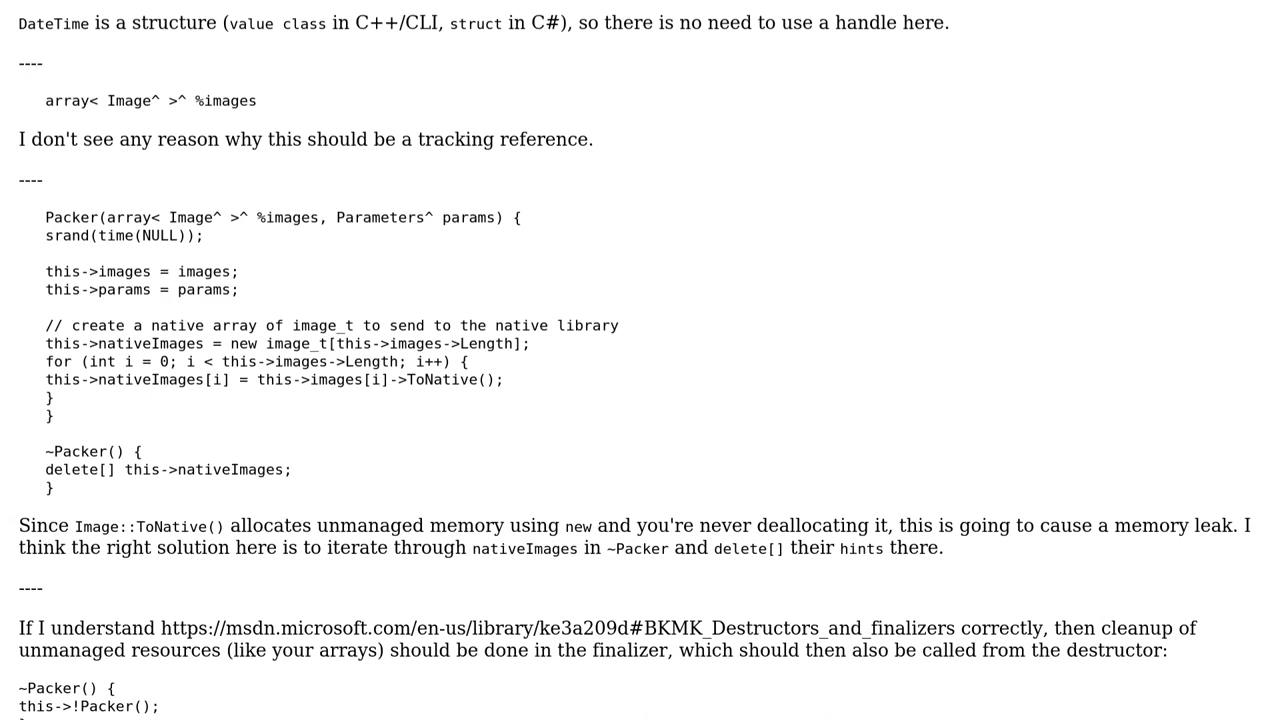 DateTime is a structure (value class in C++/CLI, struct in C#), so there is no need to use a handle here.
----
array< Image^ >^ %images
I don't see any reason why this should be a tracking reference.
----
Packer(array< Image^ >^ %images, Parameters^ params) {
srand(time(NULL));
this->images = images;
this->params = params;
// create a native array of image_t to send to the native library
this->nativeImages = new image_t[this->images->Length];
for (int i = 0; i < this->images->Length; i++) {
this->nativeImages[i] = this->images[i]->ToNative();
}
}
~Packer() {
delete[] this->nativeImages;
}
Since Image::ToNative() allocates unmanaged memory using new and you're never deallocating it, this is going to cause a memory leak. I
think the right solution here is to iterate through nativeImages in ~Packer and delete[] their hints there.
----
If I understand https://msdn.microsoft.com/en-us/library/ke3a209d#BKMK_Destructors_and_finalizers correctly, then cleanup of
unmanaged resources (like your arrays) should be done in the finalizer, which should then also be called from the destructor:
~Packer() {
this->!Packer();